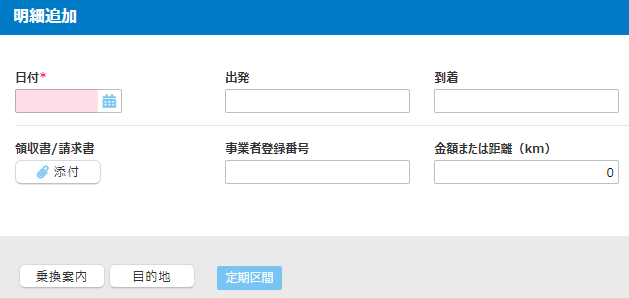 明細追加
日付* 出発 到着
領収書/請求書 事業者登録番号 金額または距離（km）
添付 0
乗換案内 目的地 定期区間